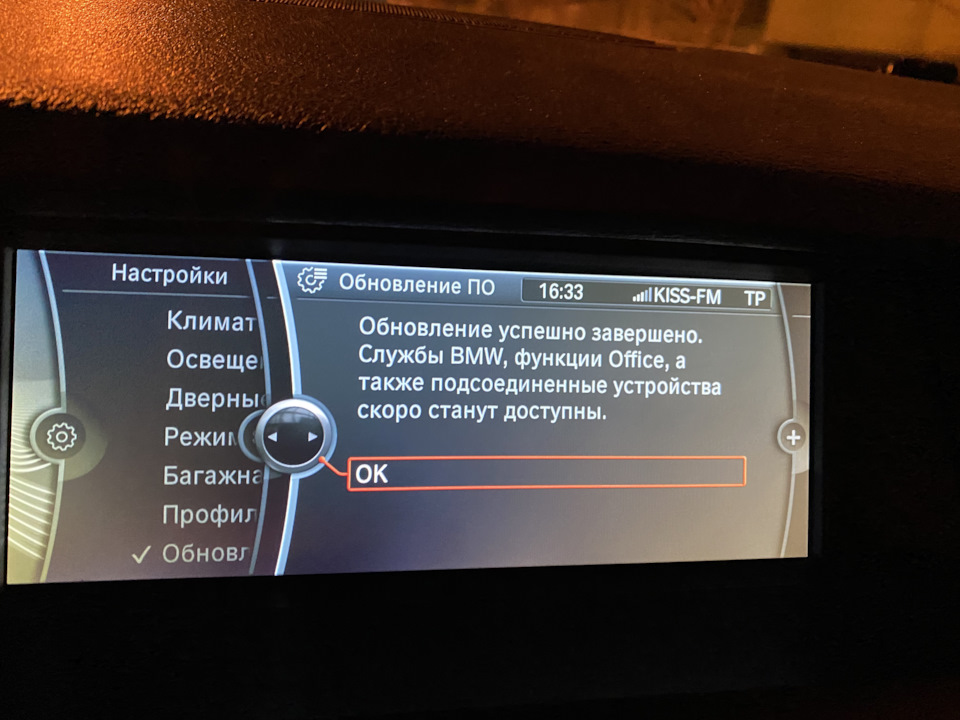 Настройки
Обновление ПО
16:33
KISS-FM
TP
Климат
Освеще
Дверны
Режим
Багажна
Профил
Обновл
Обновление успешно завершено.
Службы BMW, функции Office, а
также подсоединенные устройства
скоро станут доступны.
OK